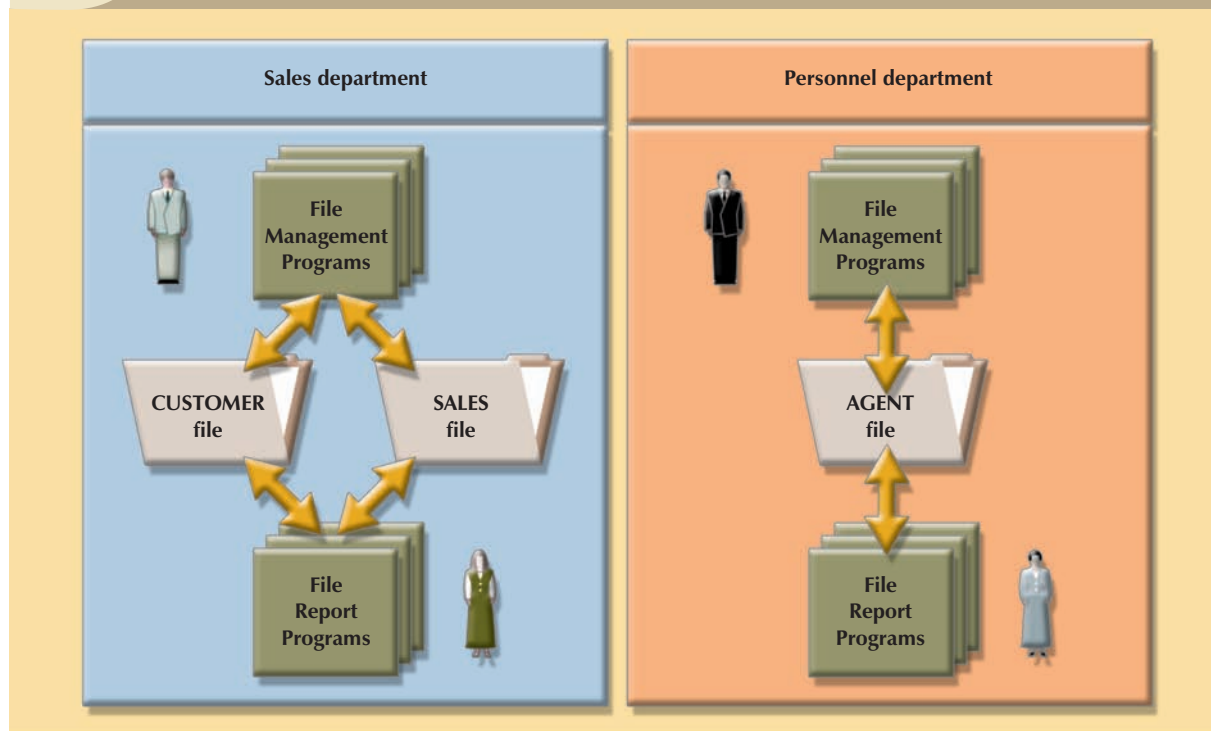 Sales department
File
Management
Programs
CUSTOMER
file
SALES
file
File
Report
Programs
Personnel department
File
Management
Programs
AGENT
file
File
Report
Programs